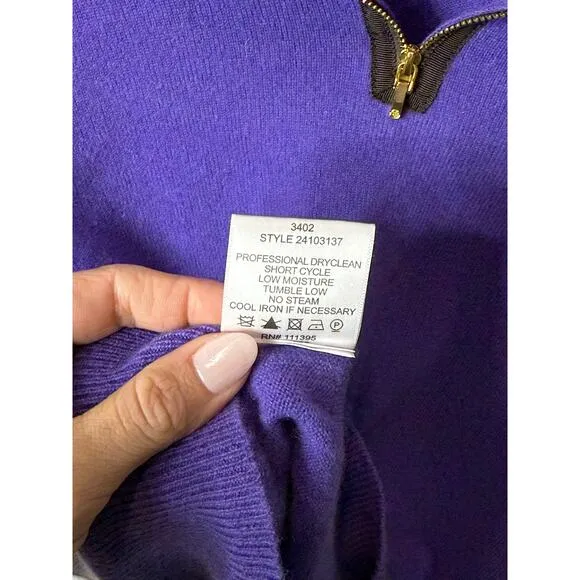 3402
STYLE 24103137
PROFESSIONAL DRYCLEAN
SHORT CYCLE
LOW MOISTURE
TUMBLE LOW
NO STEAM
COOL IRON IF NECESSARY
P
RN# 111395